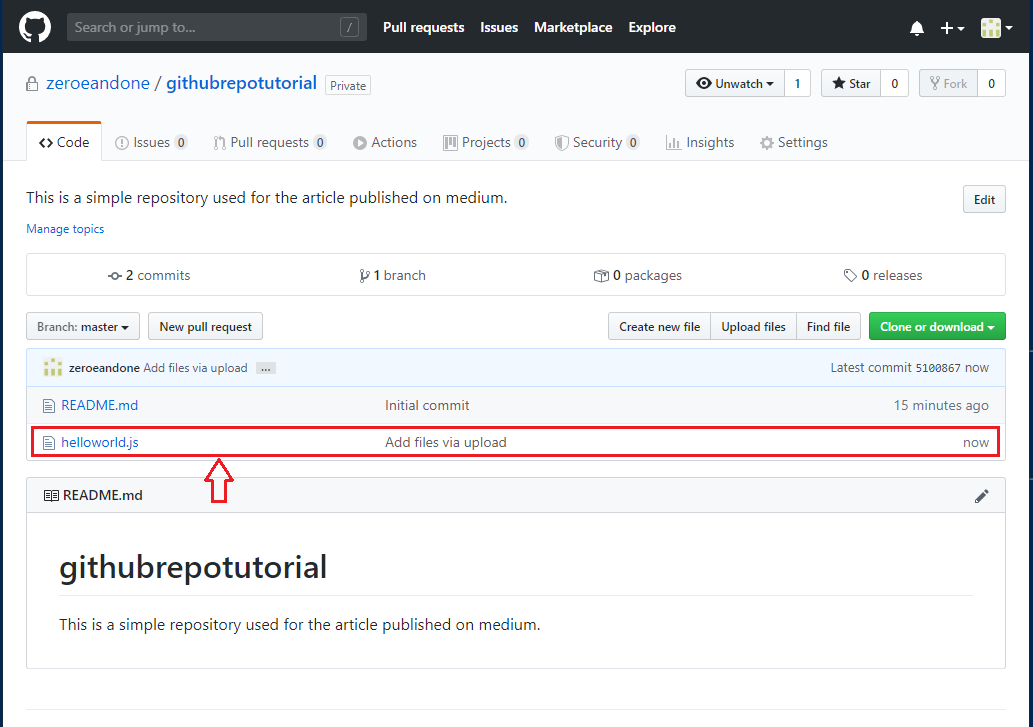 Search or jump to... / Pull requests Issues Marketplace Explore
zeroeandone / githubrepotutorial Private Unwatch 1 Star 0 Fork 0
Code Issues 0 Pull requests 0 Actions Projects 0 Security 0 Insights Settings
This is a simple repository used for the article published on medium. Edit
Manage topics
2 commits 1 branch 0 packages 0 releases
Branch: master New pull request Create new file Upload files Find file Clone or download
zeroeandone Add files via upload ... Latest commit 5100867 now
README.md Initial commit 15 minutes ago
helloworld.js Add files via upload now
README.md
githubrepotutorial
This is a simple repository used for the article published on medium.